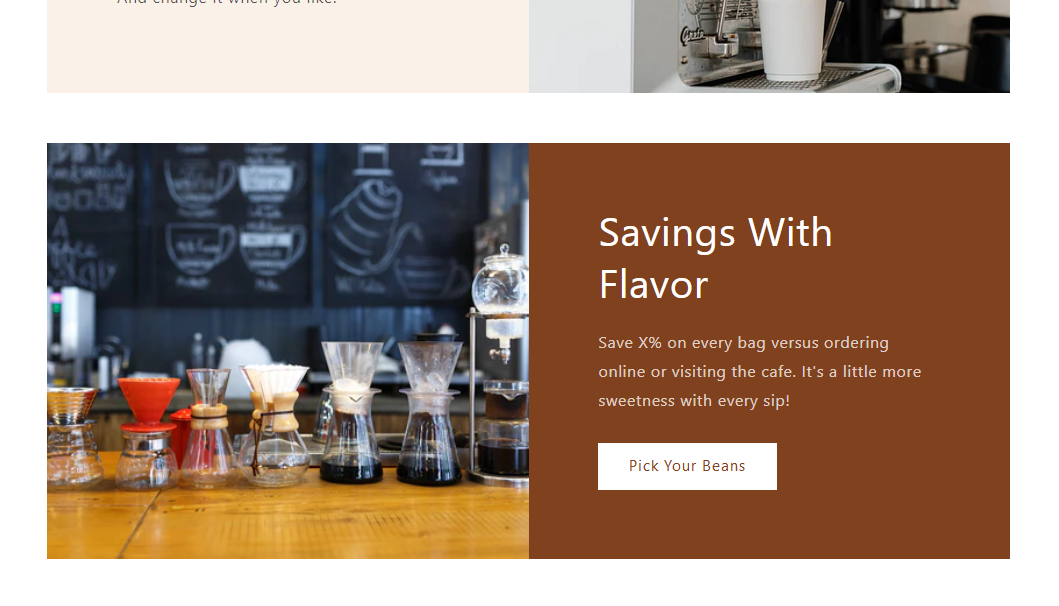 And change it when you like.
Savings With
Flavor
Save X% on every bag versus ordering
online or visiting the cafe. It's a little more
sweetness with every sip!
Pick Your Beans